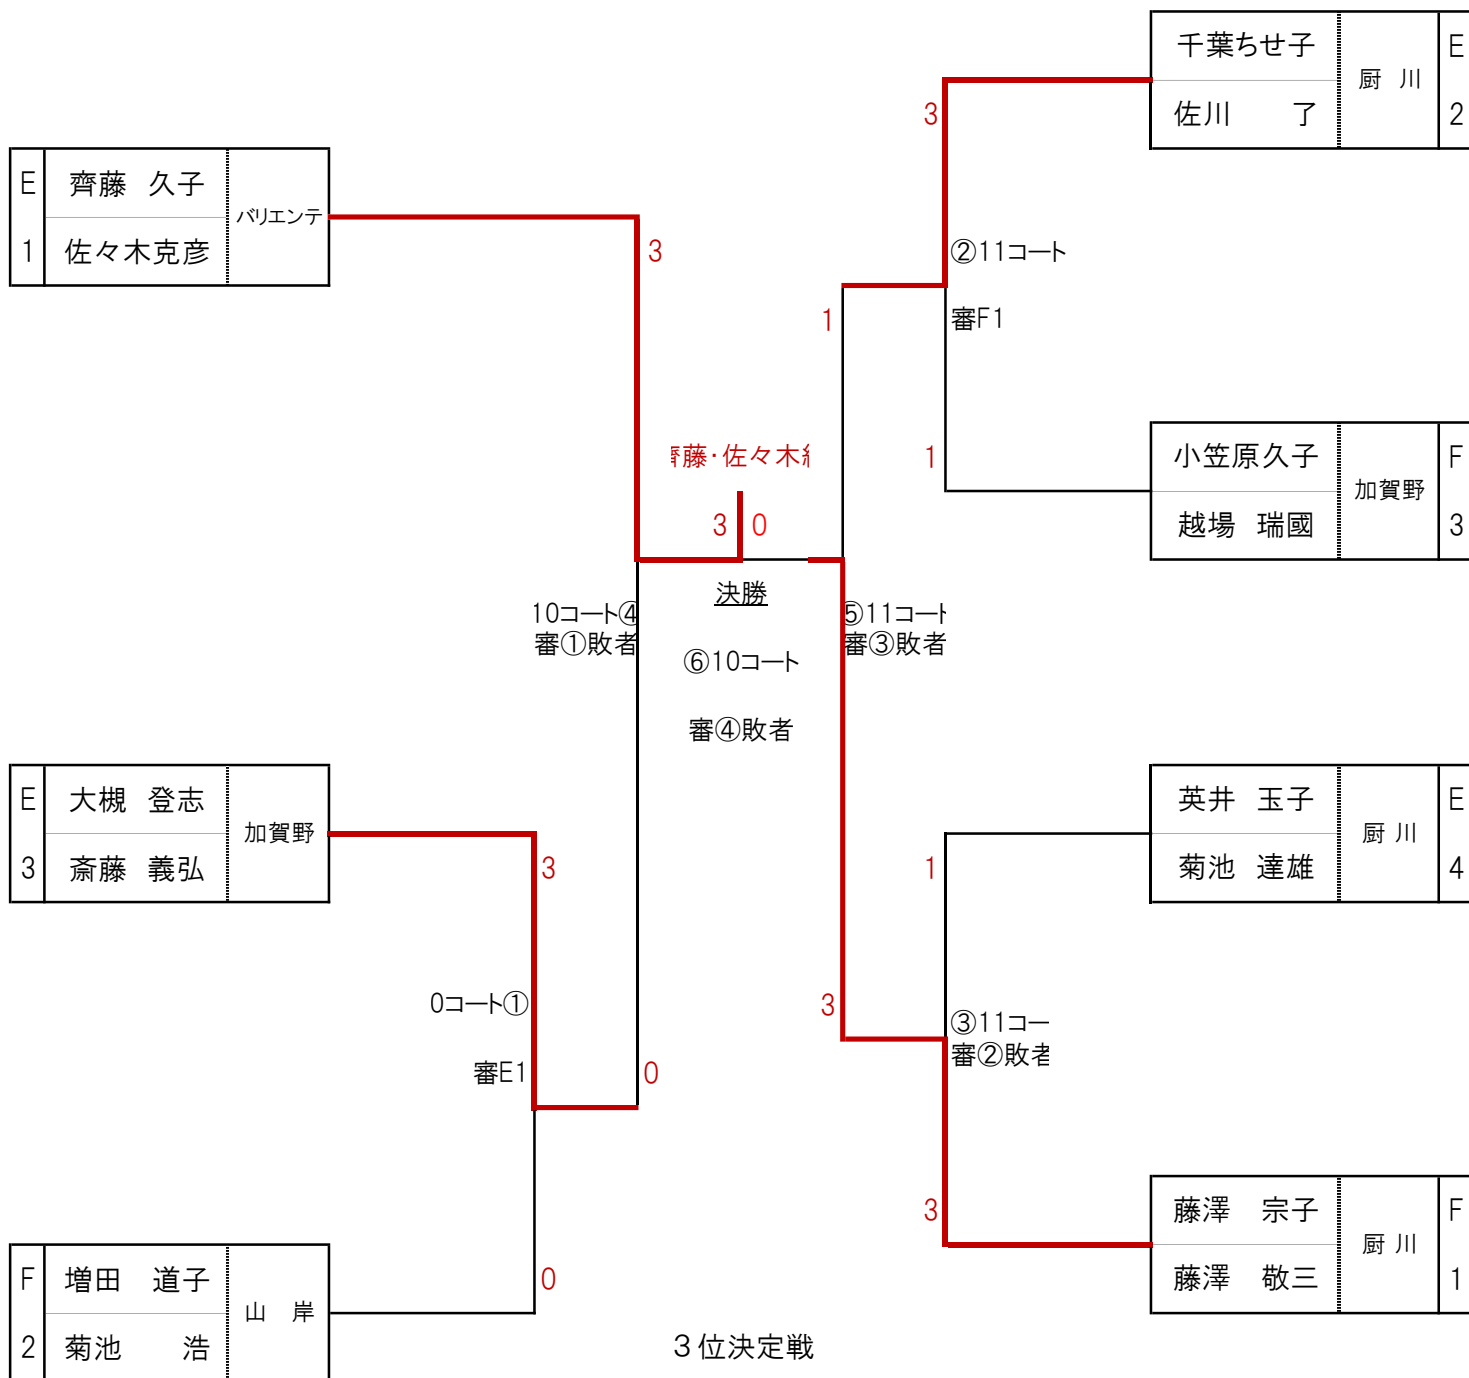 千葉ちせ子
佐川　　了
厨 川
E
2
3
E
1
齊藤　久子
佐々木克彦
バリエンテ
3
②11コート
審F1
1
1
小笠原久子
越場　瑞國
加賀野
F
3
齊藤・佐々木組
3
0
決勝
⑥10コート
審④敗者
10コート④
審①敗者
⑤11コート
審③敗者
E
3
大槻　登志
斎藤　義弘
加賀野
3
英井　玉子
菊池　達雄
厨 川
E
4
1
0コート①
審E1
0
3
③11コー
審②敗者
3
藤澤　宗子
藤澤　敬三
厨 川
F
1
F
2
増田　道子
菊池　　浩
山　岸
0
３位決定戦